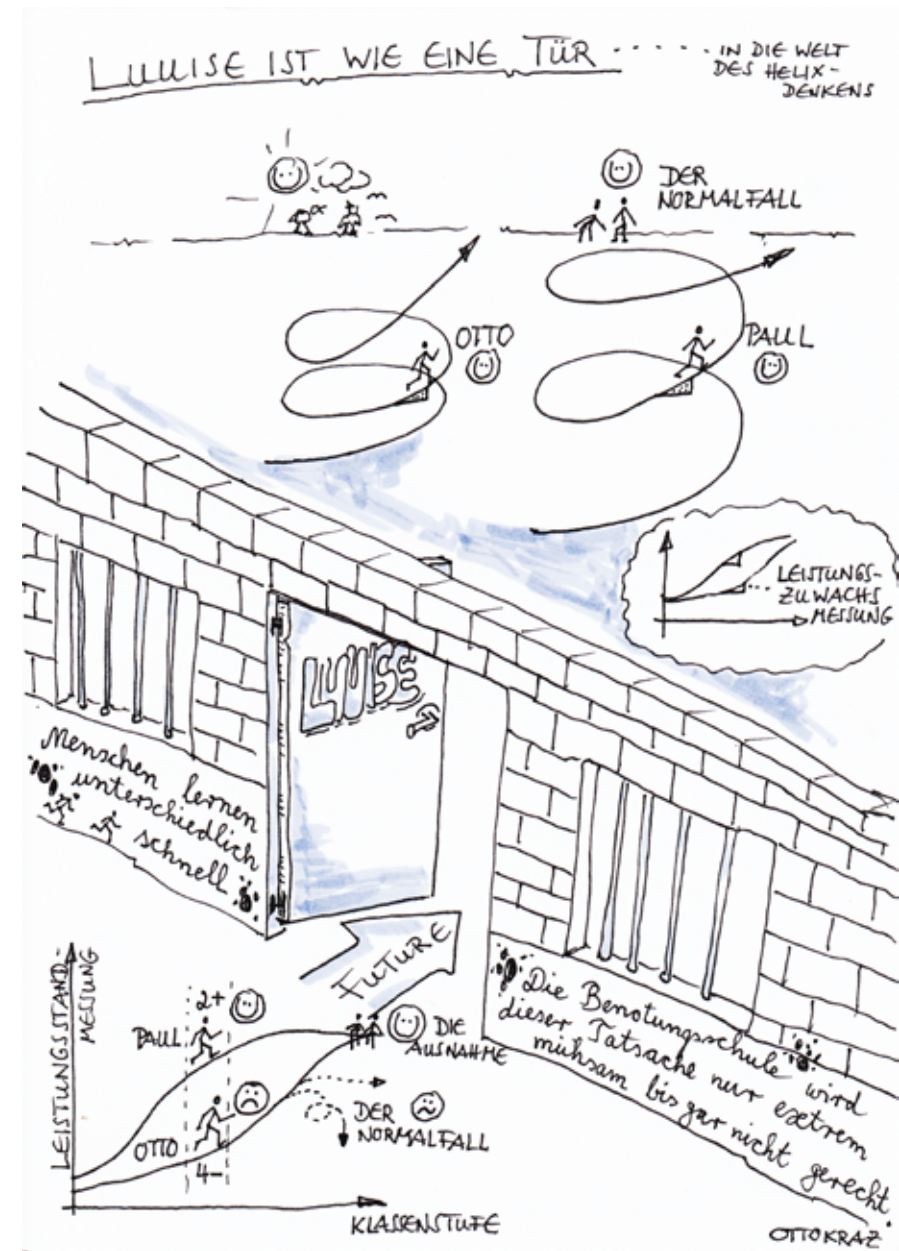 LUUISE IST WIE EINE TÜR ....... IN DIE WELT
DES HELIX-
DENKENS
DER
NORMALFALL
OTTO
PAUL
LEISTUNGS-
ZUWACHS
MESSUNG
LUUISE
Menschen lernen
unterschiedlich
schnell
FUTURE
Die Benotungsschule wird
dieser Tatsache nur extrem
mühsam bis gar nicht gerecht.
LEISTUNGSSTAND-
MESSUNG
2+
PAUL
DIE
AUSNAHME
OTTO
4-
DER
NORMALFALL
KLASSENSTUFE
OTTO KRAZ